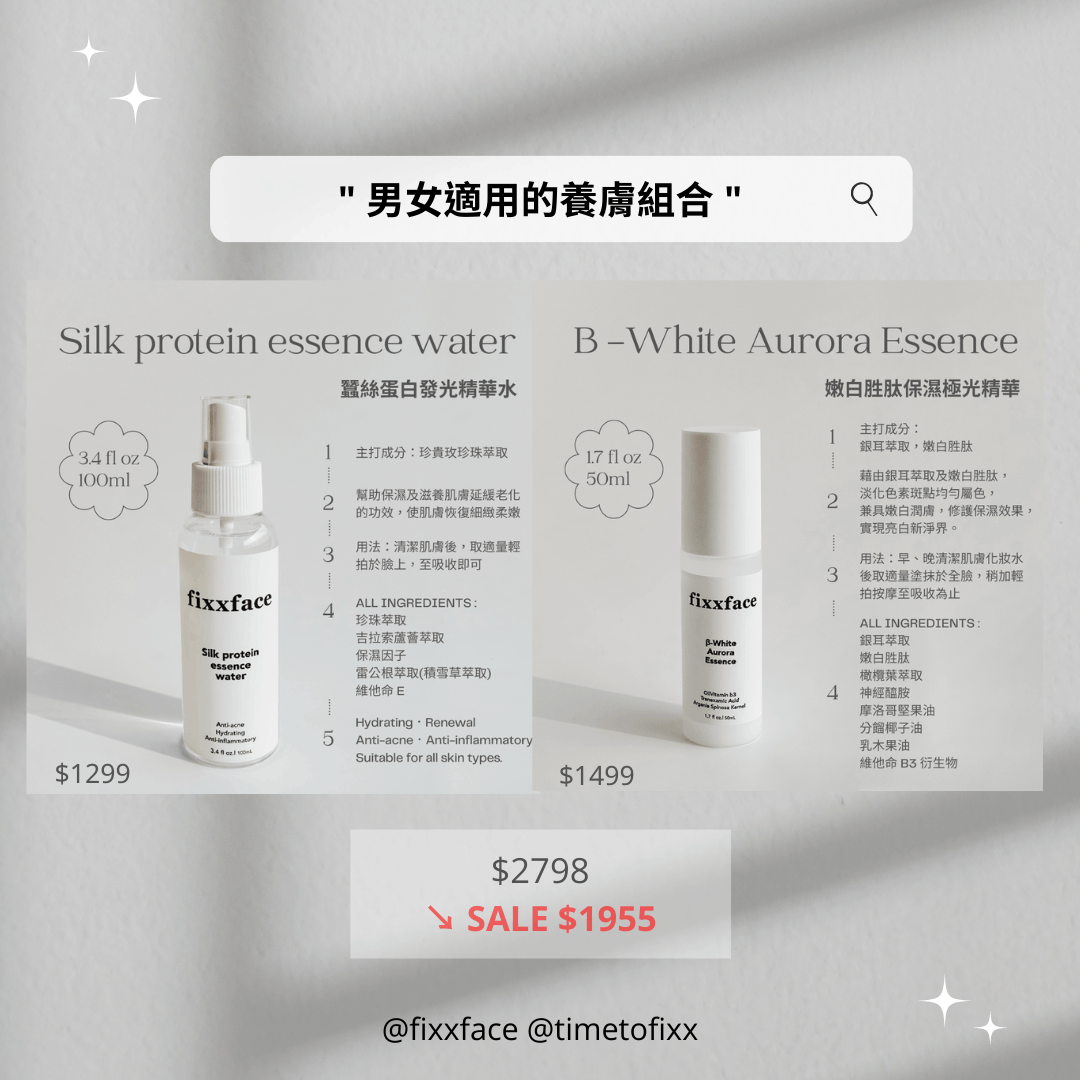 " 男女適用的養膚組合 "
Silk protein essence water
蠶絲蛋白發光精華水
3.4 fl oz
100ml
1
主打成分：珍貴玫珍珠萃取
2
幫助保濕及滋養肌膚延緩老化
的功效，使肌膚恢復細緻柔嫩
3
用法：清潔肌膚後，取適量輕
拍於臉上，至吸收即可
4
ALL INGREDIENTS :
珍珠萃取
吉拉索蘆薈萃取
保濕因子
雷公根萃取(積雪草萃取)
維他命 E
5
Hydrating · Renewal
Anti-acne · Anti-inflammatory
Suitable for all skin types.
fixxface
Silk protein
essence
water
Anti-acne
Hydrating
Anti-inflammatory
3.4 fl oz I 100mL
$1299
B –White Aurora Essence
嫩白胜肽保濕極光精華
1.7 fl oz
50ml
1
主打成分：
銀耳萃取，嫩白胜肽
2
藉由銀耳萃取及嫩白胜肽，
淡化色素斑點均勻屬色，
兼具嫩白潤膚，修護保濕效果，
實現亮白新淨界。
3
用法：早、晚清潔肌膚化妝水
後取適量塗抹於全臉，稍加輕
拍按摩至吸收為止
4
ALL INGREDIENTS :
銀耳萃取
嫩白胜肽
橄欖葉萃取
神經醯胺
摩洛哥堅果油
分餾椰子油
乳木果油
維他命 B3 衍生物
fixxface
β-White
Aurora
Essence
OliVitamin b3
Tranexamic Acid
Argania Spinosa Kernel
1.7 fl oz / 50mL
$1499
$2798
↘ SALE $1955
@fixxface @timetofixx